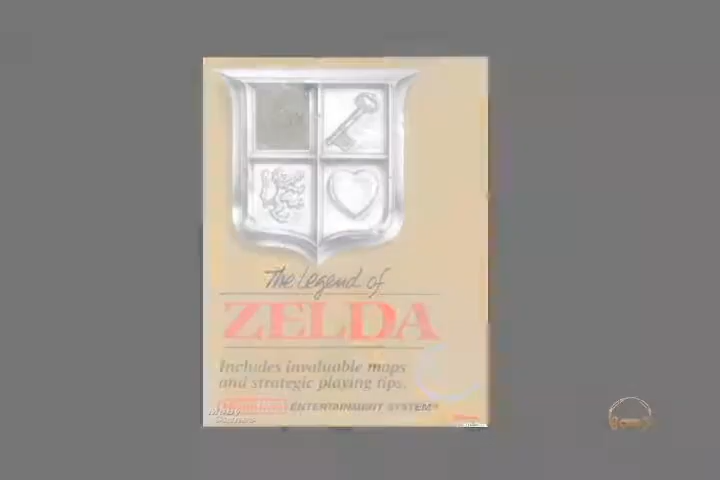 The Legend of
ZELDA
Includes invaluable maps
and strategic playing tips.
ENTERTAINMENT SYSTEM®